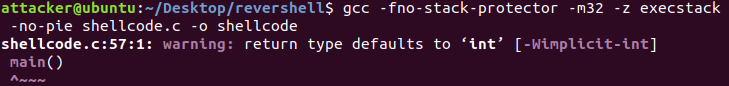 attacker@ubuntu:~/Desktop/revershell$ gcc -fno-stack-protector -m32 -z execstack
 -no-pie shellcode.c -o shellcode
shellcode.c:57:1: warning: return type defaults to ‘int’ [-Wimplicit-int]
 main()
 ^~~~